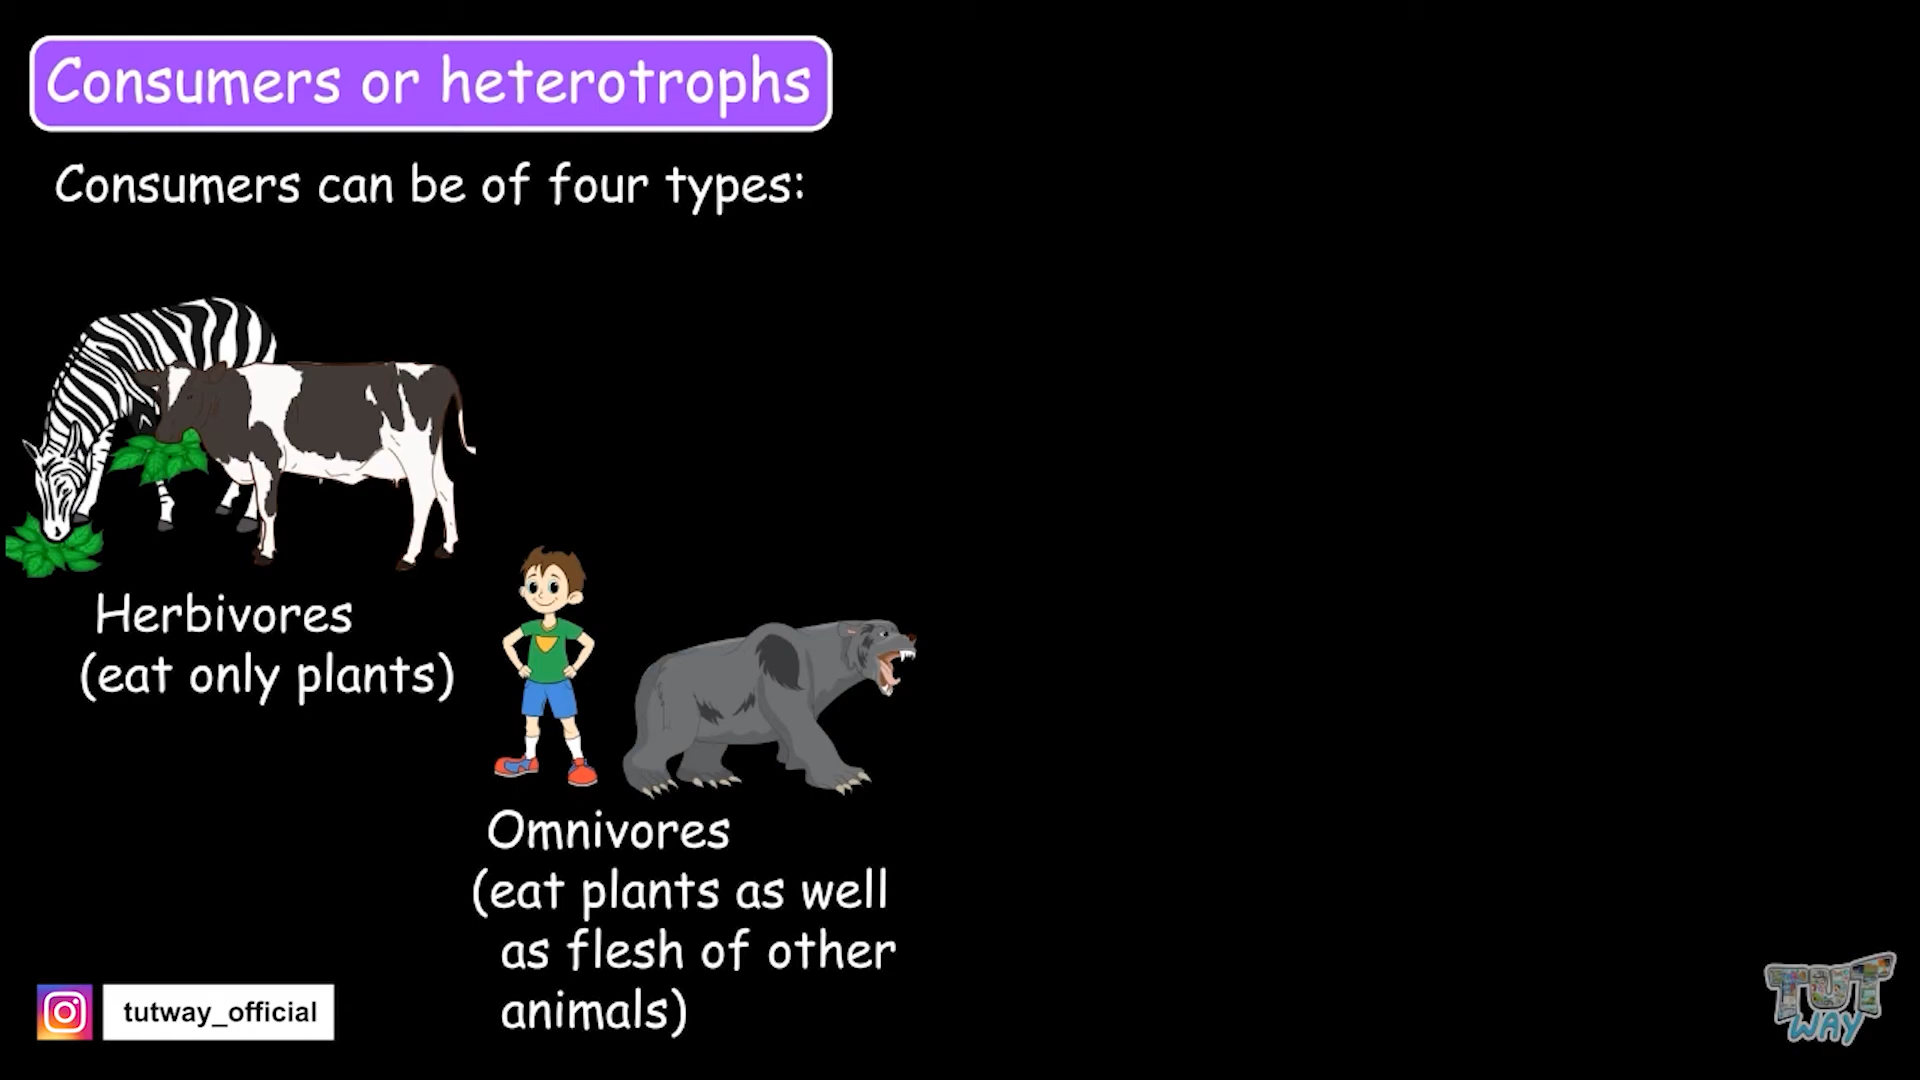 Consumers or heterotrophs
Consumers can be of four types:
Herbivores
(eat only plants)
Omnivores
(eat plants as well
as flesh of other
animals)
tutway_official
TUT
WAY